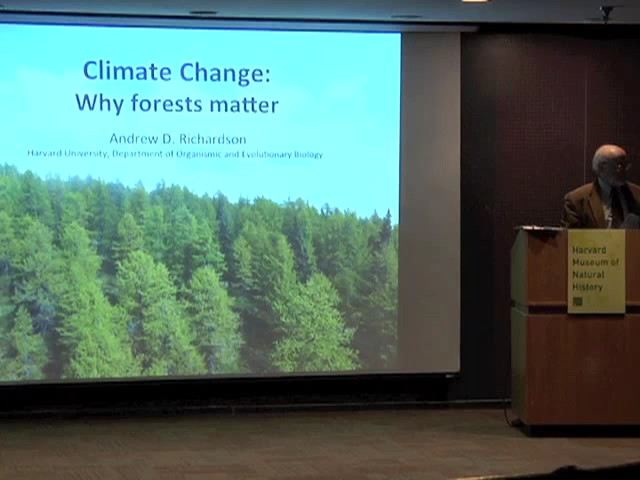 Climate Change:
Why forests matter
Andrew D. Richardson
Harvard University, Department of Organismic and Evolutionary Biology
Harvard
Museum of
Natural
History